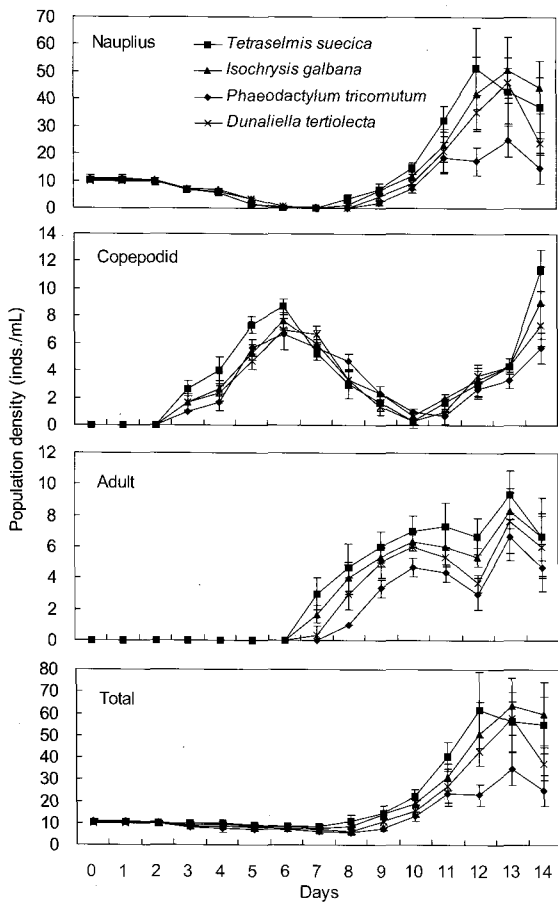 70
Nauplius
Tetraselmis suecica
60
Isochrysis galbana
50
Phaeodactylum tricornutum
40
Dunaliella tertiolecta
30
20
10
0
14
Copepodid
12
10
8
6
4
2
0
Population density (inds./mL)
12
Adult
10
8
6
4
2
0
80
Total
70
60
50
40
30
20
10
0
0 1 2 3 4 5 6 7 8 9 10 11 12 13 14
Days